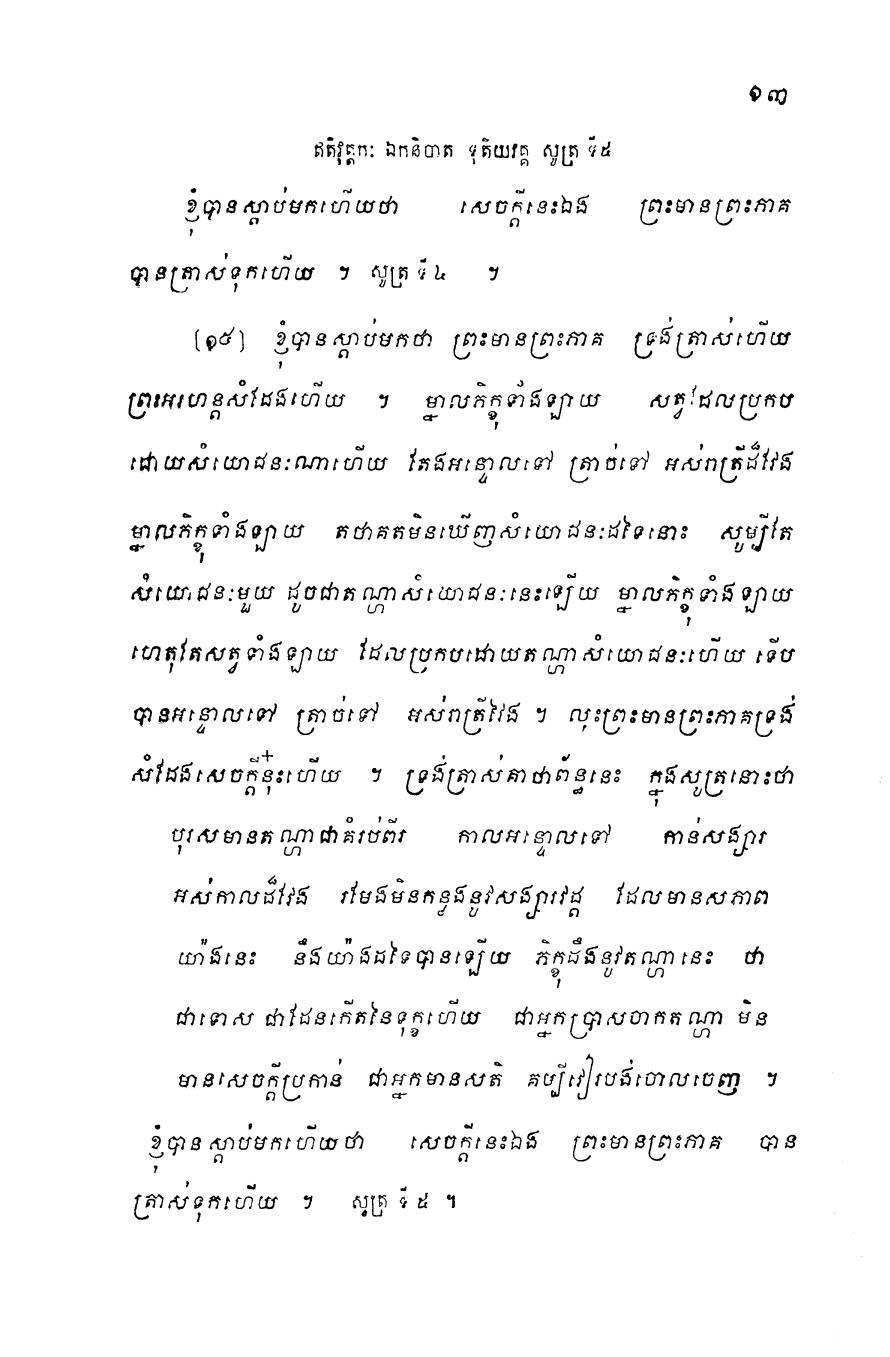 ១៣
ឥតិវុត្តកៈ ឯកនិបាត ទុតិយវគ្គ សូត្រ ទី៥
ខ្ញុំបានស្តាប់មកហើយថា សេចក្តីនេះឯង ព្រះមានព្រះភាគ
បានត្រាស់ទុកហើយ ។ សូត្រ ទី៤ ។
(១៥) ខ្ញុំបានស្តាប់មកថា ព្រះមានព្រះភាគ ទ្រង់ត្រាស់ហើយ
ព្រះអរហន្តសំដែងហើយ ។ ម្នាលភិក្ខុទាំងឡាយ សត្វដែលប្រកប
ដោយសំយោជនៈណាហើយ តែងអន្ទោលទៅ ត្រាច់ទៅ អស់រាត្រីដ៏វែង
ម្នាលភិក្ខុទាំងឡាយ តថាគតមិនឃើញសំយោជនៈដទៃនោះ សូម្បីតែ
សំយោជនៈមួយ ដូចជាតណ្ហាសំយោជនៈនេះឡើយ ម្នាលភិក្ខុទាំងឡាយ
ហេតុតែសត្វទាំងឡាយ ដែលប្រកបដោយតណ្ហាសំយោជនៈហើយ ទើប
បានអន្ទោលទៅ ត្រាច់ទៅ អស់រាត្រីវែង ។ លុះព្រះមានព្រះភាគទ្រង់
សំដែងសេចក្តីនុ៎ះហើយ ។ ទ្រង់ត្រាស់គាថាព័ន្ធនេះ ក្នុងសូត្រនោះថា
បុរសមានតណ្ហាជាគំរប់ពីរ កាលអន្ទោលទៅ កាន់សង្សារ
អស់កាលដ៏វែង រមែងមិនកន្លងនូវសង្សារវដ្ត ដែលមានសភាព
យ៉ាងនេះ នឹងយ៉ាងដទៃបានឡើយ ភិក្ខុដឹងនូវតណ្ហានេះ ថា
ជាទោស ជាដែនកើតនៃទុក្ខហើយ ជាអ្នកប្រាសចាកតណ្ហា មិន
មានសេចក្តីប្រកាន់ ជាអ្នកមានសតិ គប្បីវៀរបង់ចោលចេញ ។
ខ្ញុំបានស្តាប់មកហើយថា សេចក្តីនេះឯង ព្រះមានព្រះភាគ បាន
ត្រាស់ទុកហើយ ។ សូត្រ ទី៥ ។